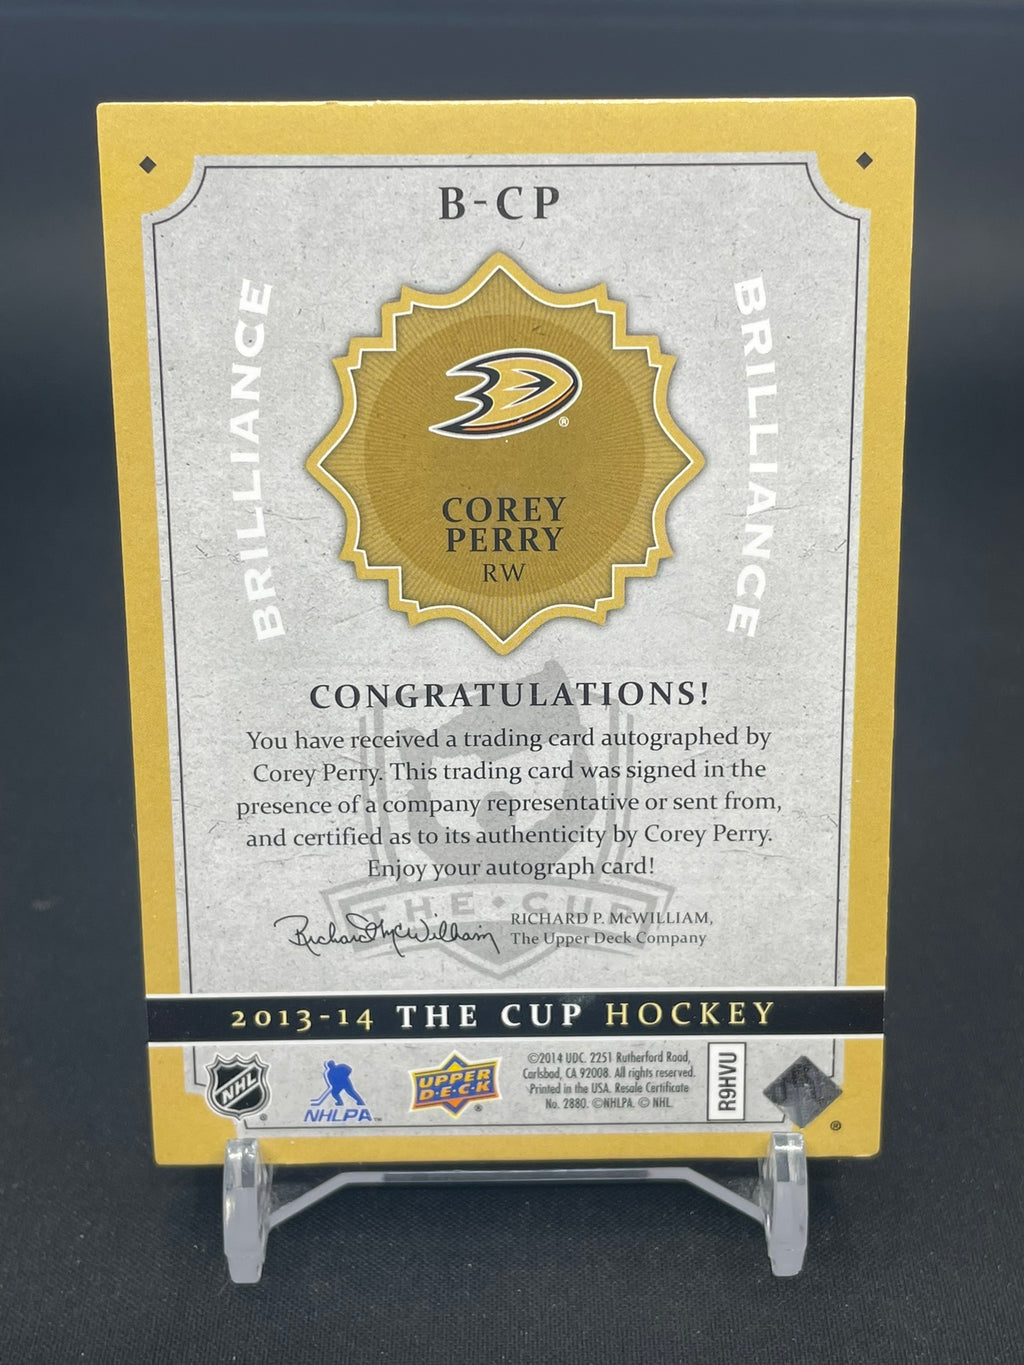 B-CP
BRILLIANCE
BRILLIANCE
®
COREY
PERRY
RW
CONGRATULATIONS!
You have received a trading card autographed by
Corey Perry. This trading card was signed in the
presence of a company representative or sent from,
and certified as to its authenticity by Corey Perry.
Enjoy your autograph card!
THE • CUP
Richard McWilliam
RICHARD P. McWILLIAM,
The Upper Deck Company
2013-14 THE CUP HOCKEY
NHL ®
NHLPA™
UPPER
D•E•C•K ®
©2014 UDC. 2251 Rutherford Road,
Carlsbad, CA 92008. All rights reserved.
Printed in the USA. Resale Certificate
No. 2880. ©NHLPA. © NHL.
R9HVU
®